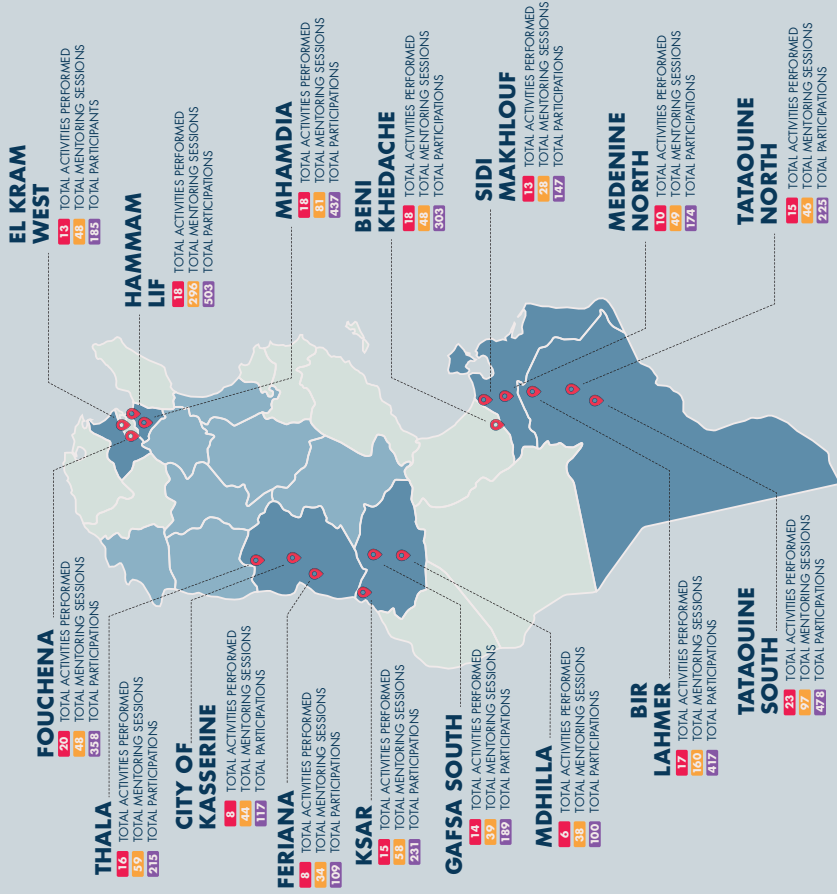 EL KRAM
WEST
13 TOTAL ACTIVITIES PERFORMED
48 TOTAL MENTORING SESSIONS
185 TOTAL PARTICIPANTS
HAMMAM
LIF
18 TOTAL ACTIVITIES PERFORMED
296 TOTAL MENTORING SESSIONS
503 TOTAL PARTICIPATIONS
MHAMDIA
18 TOTAL ACTIVITIES PERFORMED
81 TOTAL MENTORING SESSIONS
437 TOTAL PARTICIPATIONS
BENI
KHEDACHE
18 TOTAL ACTIVITIES PERFORMED
48 TOTAL MENTORING SESSIONS
303 TOTAL PARTICIPATIONS
SIDI
MAKHLOUF
13 TOTAL ACTIVITIES PERFORMED
28 TOTAL MENTORING SESSIONS
147 TOTAL PARTICIPATIONS
MEDENINE
NORTH
10 TOTAL ACTIVITIES PERFORMED
49 TOTAL MENTORING SESSIONS
174 TOTAL PARTICIPATIONS
TATAOUINE
NORTH
15 TOTAL ACTIVITIES PERFORMED
46 TOTAL MENTORING SESSIONS
225 TOTAL PARTICIPATIONS
FOUCHENA
20 TOTAL ACTIVITIES PERFORMED
48 TOTAL MENTORING SESSIONS
358 TOTAL PARTICIPATIONS
THALA
16 TOTAL ACTIVITIES PERFORMED
59 TOTAL MENTORING SESSIONS
215 TOTAL PARTICIPATIONS
CITY OF
KASSERINE
8 TOTAL ACTIVITIES PERFORMED
44 TOTAL MENTORING SESSIONS
117 TOTAL PARTICIPATIONS
FERIANA
8 TOTAL ACTIVITIES PERFORMED
34 TOTAL MENTORING SESSIONS
109 TOTAL PARTICIPATIONS
KSAR
15 TOTAL ACTIVITIES PERFORMED
58 TOTAL MENTORING SESSIONS
231 TOTAL PARTICIPATIONS
GAFSA SOUTH
14 TOTAL ACTIVITIES PERFORMED
39 TOTAL MENTORING SESSIONS
189 TOTAL PARTICIPATIONS
MDHILLA
6 TOTAL ACTIVITIES PERFORMED
38 TOTAL MENTORING SESSIONS
100 TOTAL PARTICIPATIONS
BIR
LAHMER
17 TOTAL ACTIVITIES PERFORMED
160 TOTAL MENTORING SESSIONS
417 TOTAL PARTICIPATIONS
TATAOUINE
SOUTH
23 TOTAL ACTIVITIES PERFORMED
97 TOTAL MENTORING SESSIONS
478 TOTAL PARTICIPATIONS